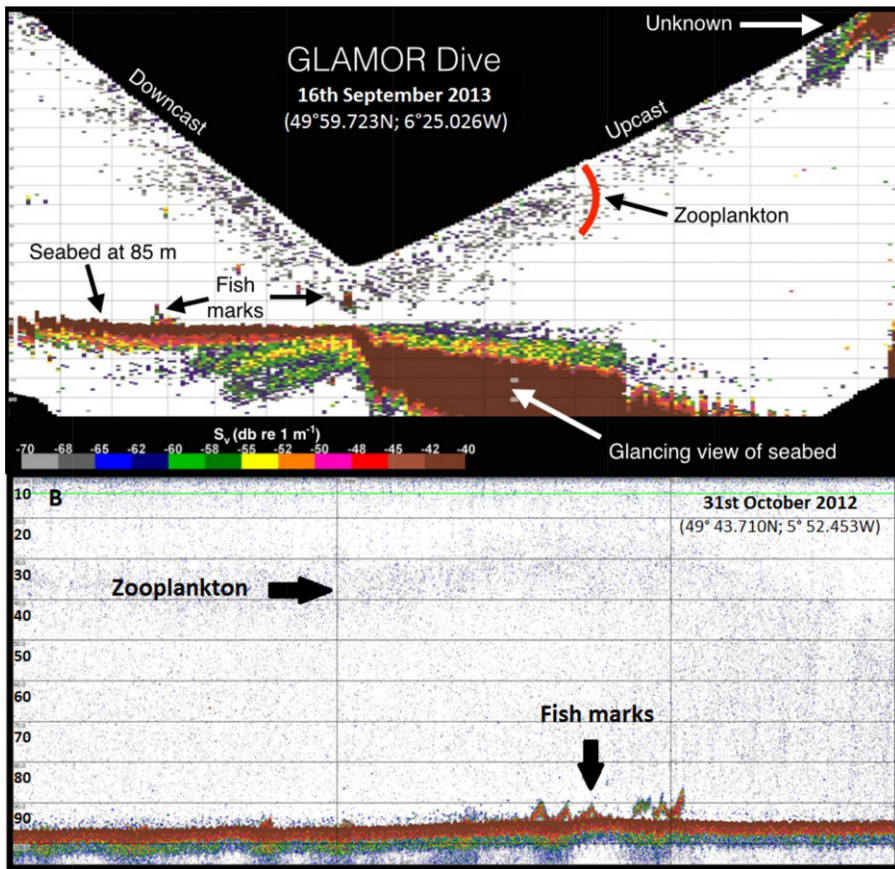 GLAMOR Dive
16th September 2013
(49°59.723N; 6°25.026W)
Unknown
Downcast
Upcast
Zooplankton
Seabed at 85 m
Fish
marks
Glancing view of seabed
Sv (db re 1 m-1)
-70 -68 -65 -62 -60 -58 -55 -52 -50 -48 -45 -42 -40
B
31st October 2012
(49° 43.710N; 5° 52.453W)
10
20
30
Zooplankton
40
50
60
Fish marks
70
80
90